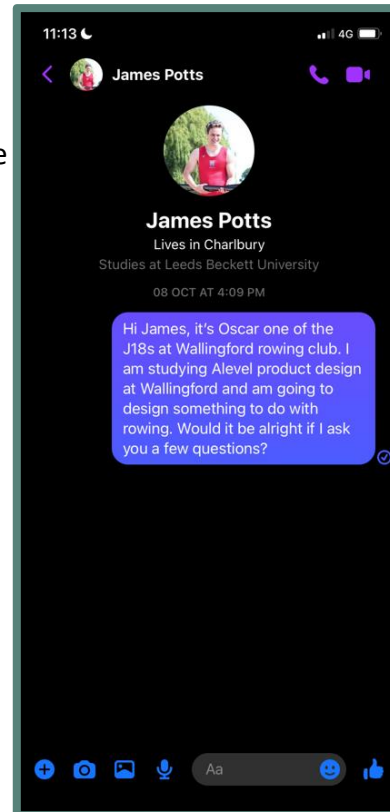 11:13
4G
James Potts
James Potts
Lives in Charlbury
Studies at Leeds Beckett University
08 OCT AT 4:09 PM
Hi James, it's Oscar one of the
J18s at Wallingford rowing club. I
am studying Alevel product design
at Wallingford and am going to
design something to do with
rowing. Would it be alright if I ask
you a few questions?
Aa